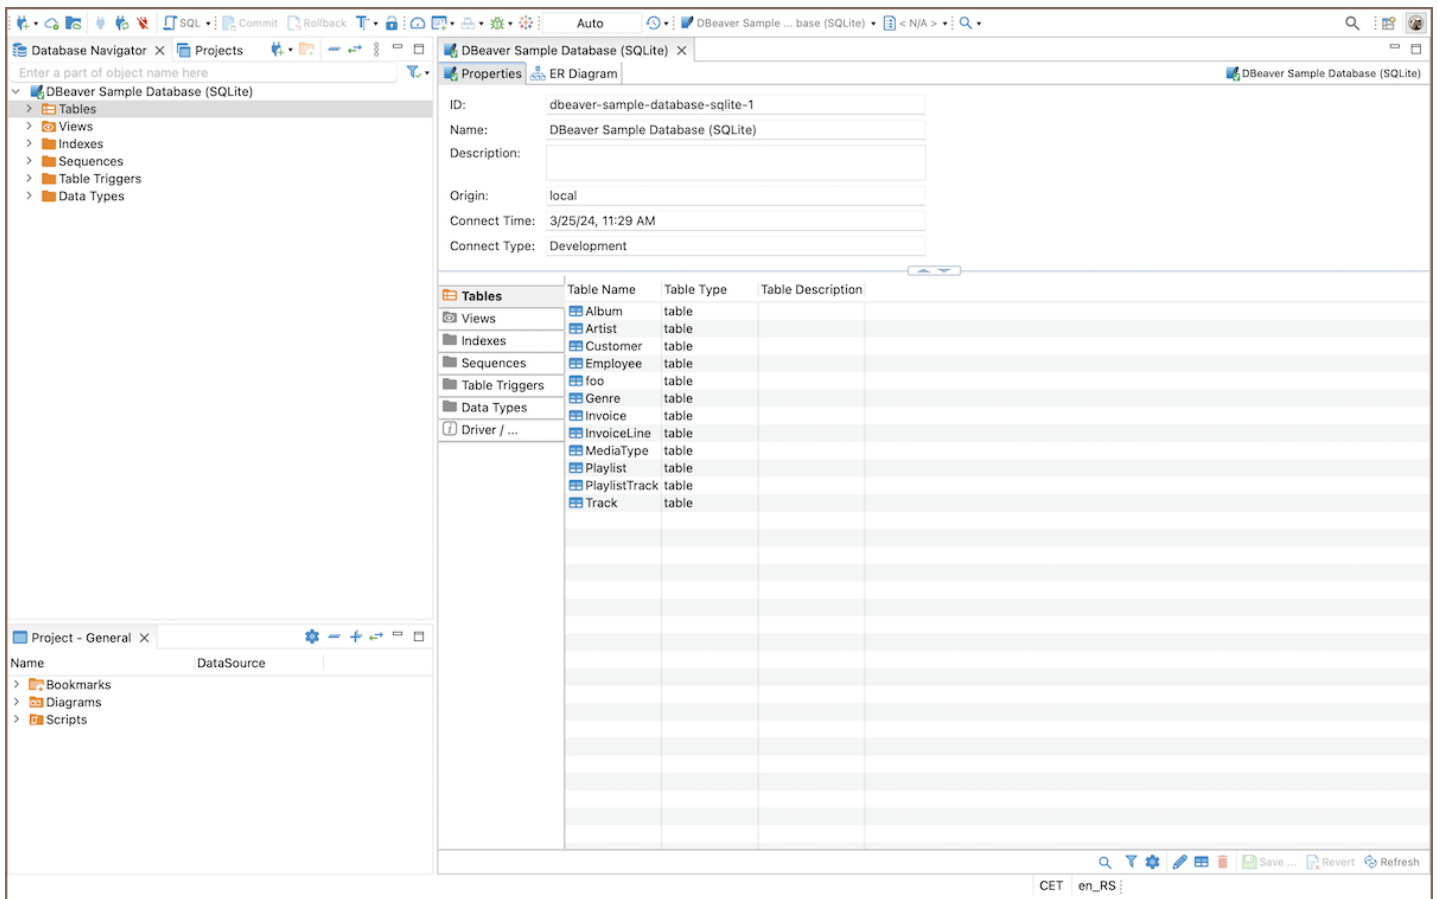 SQL Commit Rollback T Auto DBeaver Sample ... base (SQLite) < N/A >
Database Navigator Projects
Enter a part of object name here
DBeaver Sample Database (SQLite)
Tables
Views
Indexes
Sequences
Table Triggers
Data Types
Project - General
Name DataSource
Bookmarks
Diagrams
Scripts
DBeaver Sample Database (SQLite)
Properties ER Diagram DBeaver Sample Database (SQLite)
ID: dbeaver-sample-database-sqlite-1
Name: DBeaver Sample Database (SQLite)
Description:
Origin: local
Connect Time: 3/25/24, 11:29 AM
Connect Type: Development
Tables
Views
Indexes
Sequences
Table Triggers
Data Types
Driver / ...
Table Name Table Type Table Description
Album table
Artist table
Customer table
Employee table
foo table
Genre table
Invoice table
InvoiceLine table
MediaType table
Playlist table
PlaylistTrack table
Track table
Save ... Revert Refresh
CET en_RS